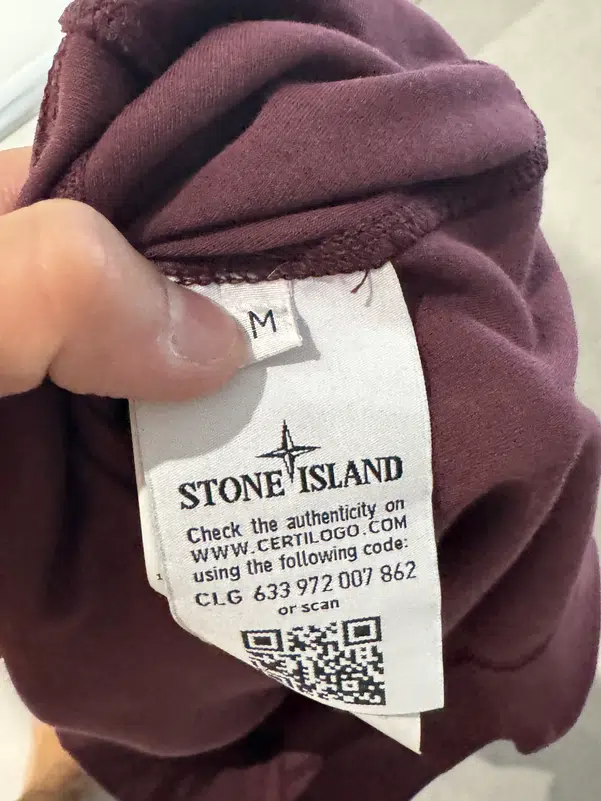 M
STONE ISLAND
Check the authenticity on
WWW.CERTILOGO.COM
using the following code:
CLG 633 972 007 862
or scan